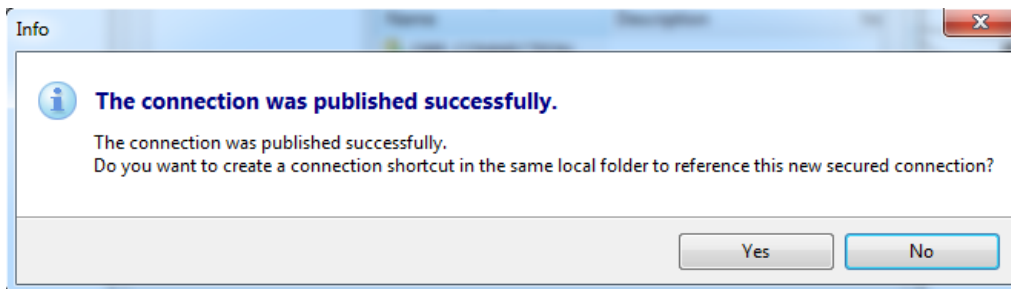 Info
The connection was published successfully.
The connection was published successfully.
Do you want to create a connection shortcut in the same local folder to reference this new secured connection?
Yes
No